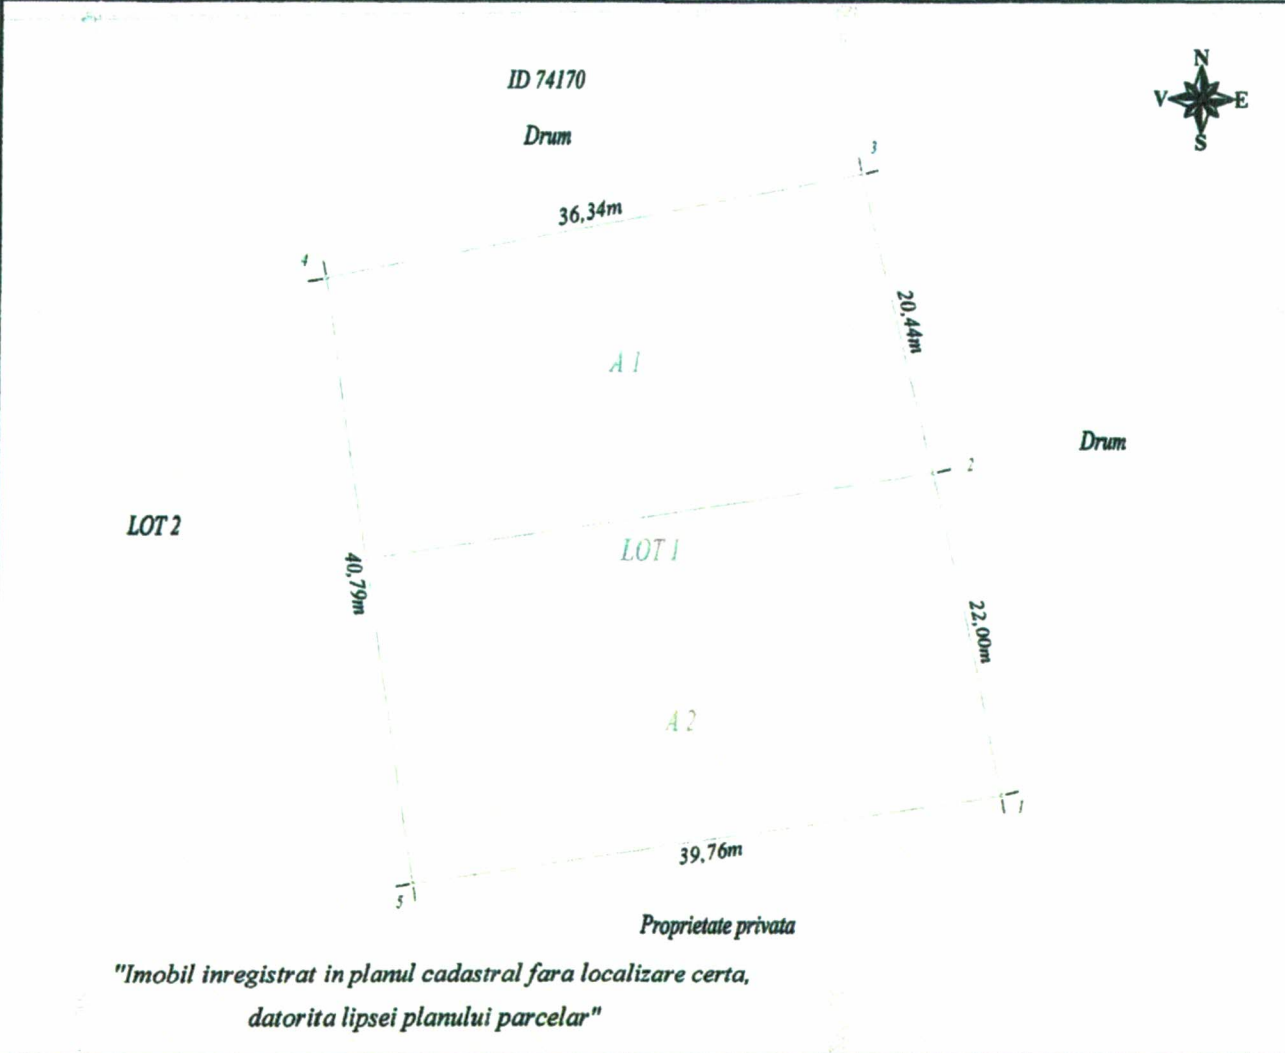 ID 74170
N
V E
S
Drum
3
36,34m
4
20,44m
A 1
Drum
2
LOT 2
LOT 1
40,79m
22,00m
A 2
1
39,76m
5
Proprietate privata
"Imobil inregistrat in planul cadastral fara localizare certa,
datorita lipsei planului parcelar"